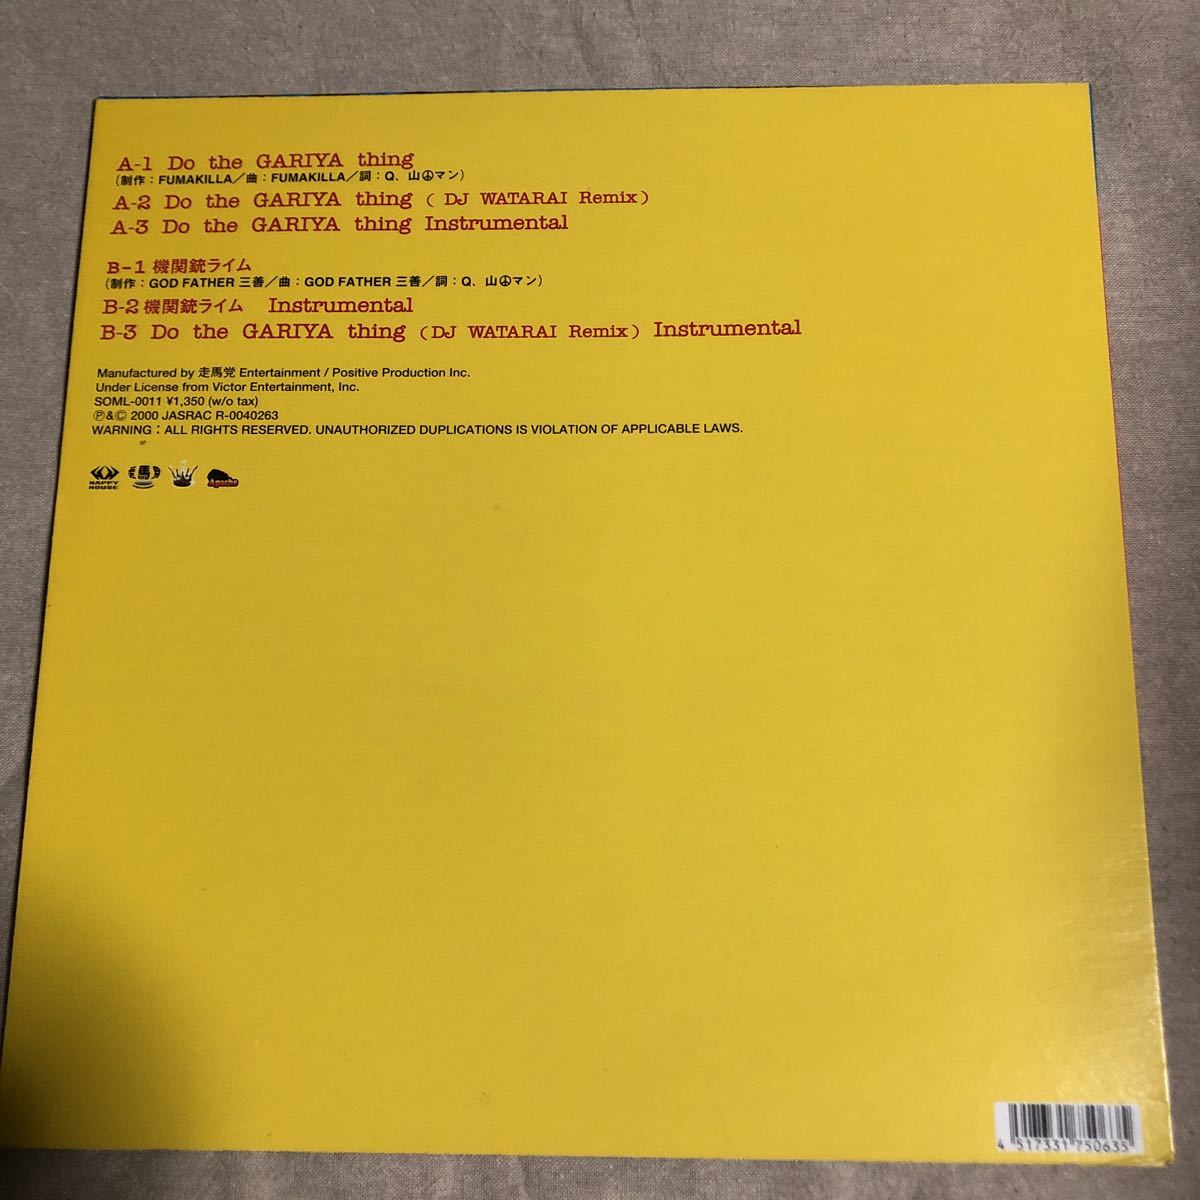 A-1 Do the GARIYA thing
(制作：FUMAKILLA／曲：FUMAKILLA／詞：Q、山☮マン)
A-2 Do the GARIYA thing ( DJ WATARAI Remix )
A-3 Do the GARIYA thing Instrumental
B-1 機関銃ライム
(制作：GOD FATHER 三善／曲：GOD FATHER 三善／詞：Q、山☮マン)
B-2 機関銃ライム Instrumental
B-3 Do the GARIYA thing ( DJ WATARAI Remix ) Instrumental
Manufactured by 走馬党 Entertainment / Positive Production Inc.
Under License from Victor Entertainment, Inc.
SOML-0011 ¥1,350 (w/o tax)
Ⓟ&Ⓒ 2000 JASRAC R-0040263
WARNING : ALL RIGHTS RESERVED. UNAUTHORIZED DUPLICATIONS IS VIOLATION OF APPLICABLE LAWS.
HAPPY HOUSE
馬
Apache
4 517331 750635